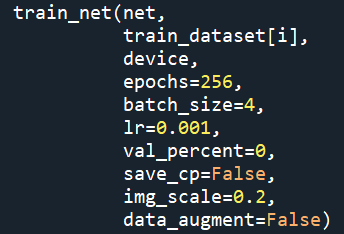 train_net(net,
train_dataset[i],
device,
epochs=256,
batch_size=4,
lr=0.001,
val_percent=0,
save_cp=False,
img_scale=0.2,
data_augment=False)